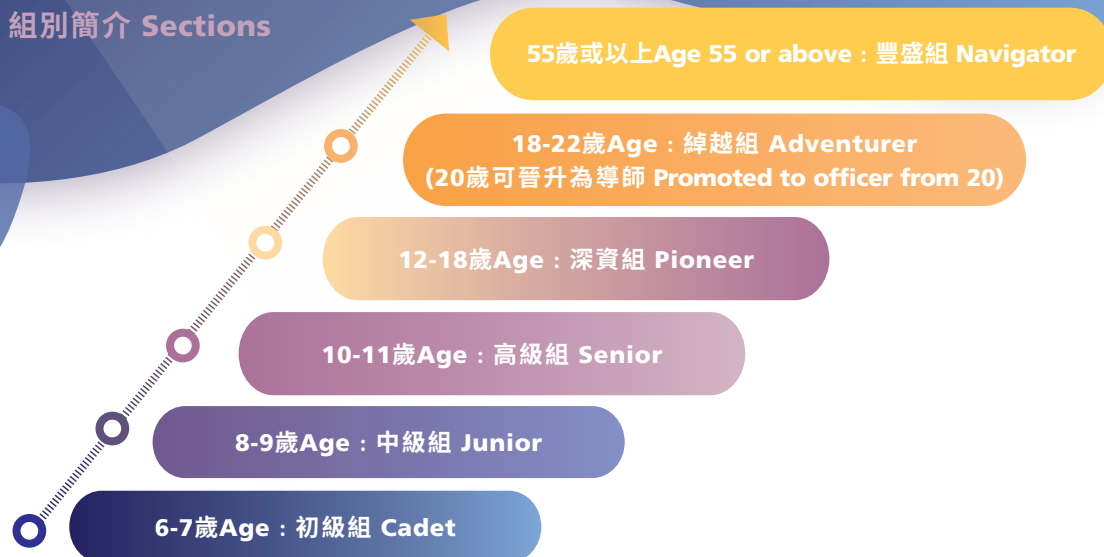 組別簡介 Sections
55歲或以上Age 55 or above：豐盛組 Navigator
18-22歲Age：綽越組 Adventurer
(20歲可晉升為導師 Promoted to officer from 20)
12-18歲Age：深資組 Pioneer
10-11歲Age：高級組 Senior
8-9歲Age：中級組 Junior
6-7歲Age：初級組 Cadet